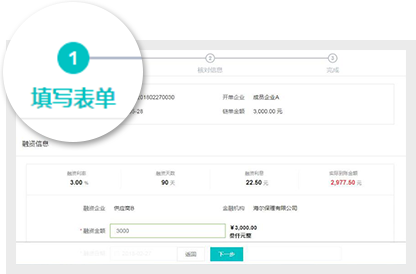 1
填写表单
2
核对信息
3
完成
01802270030
开单企业 成员企业A
-28
链单金额 3,000.00 元
融资信息
融资利率
3.00 %
融资天数
90 天
融资利息
22.50 元
实际到账金额
2,977.50 元
融资企业 供应商B
金融机构 海尔保理有限公司
*融资金额 3000
￥3,000.00
叁仟元整
返回 下一步